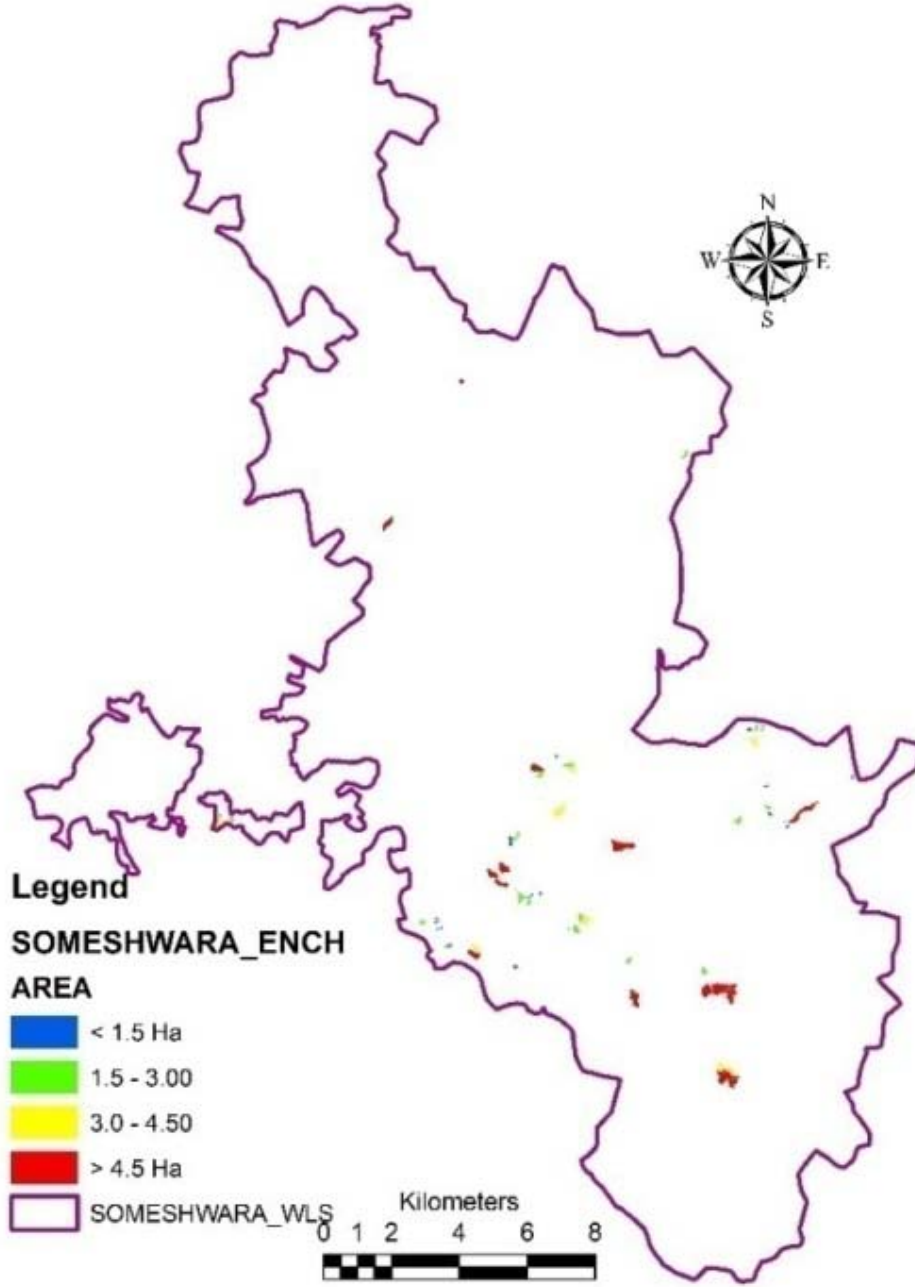 N
W E
S
Legend
SOMESHWARA_ENCH
AREA
< 1.5 Ha
1.5 - 3.00
3.0 - 4.50
> 4.5 Ha
SOMESHWARA_WLS
Kilometers
0 1 2 4 6 8